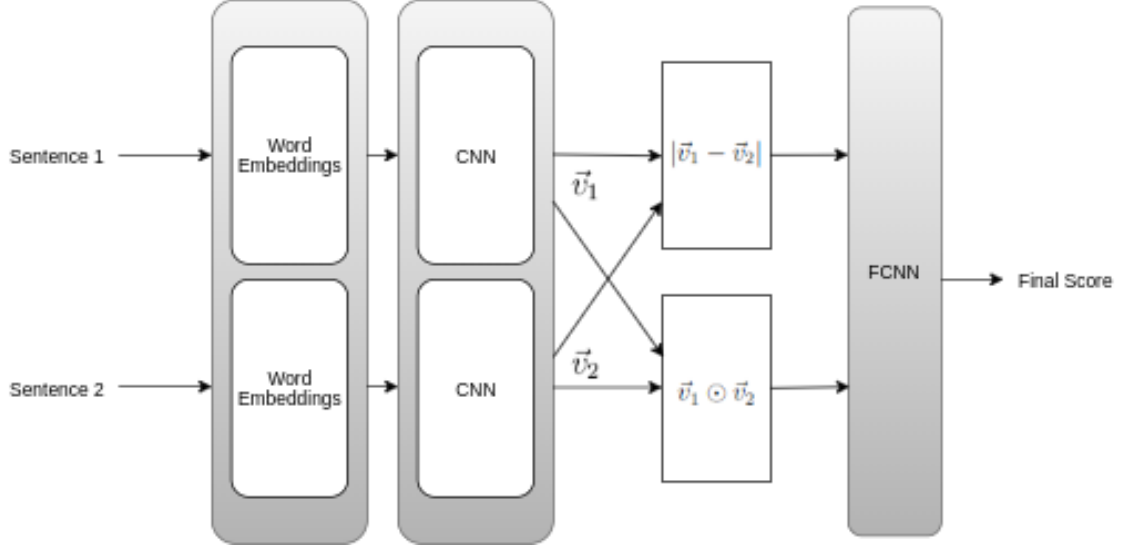 Sentence 1
Word
Embeddings
CNN
v⃗₁
|v⃗₁ − v⃗₂|
FCNN
Final Score
Sentence 2
Word
Embeddings
CNN
v⃗₂
v⃗₁ ⊙ v⃗₂